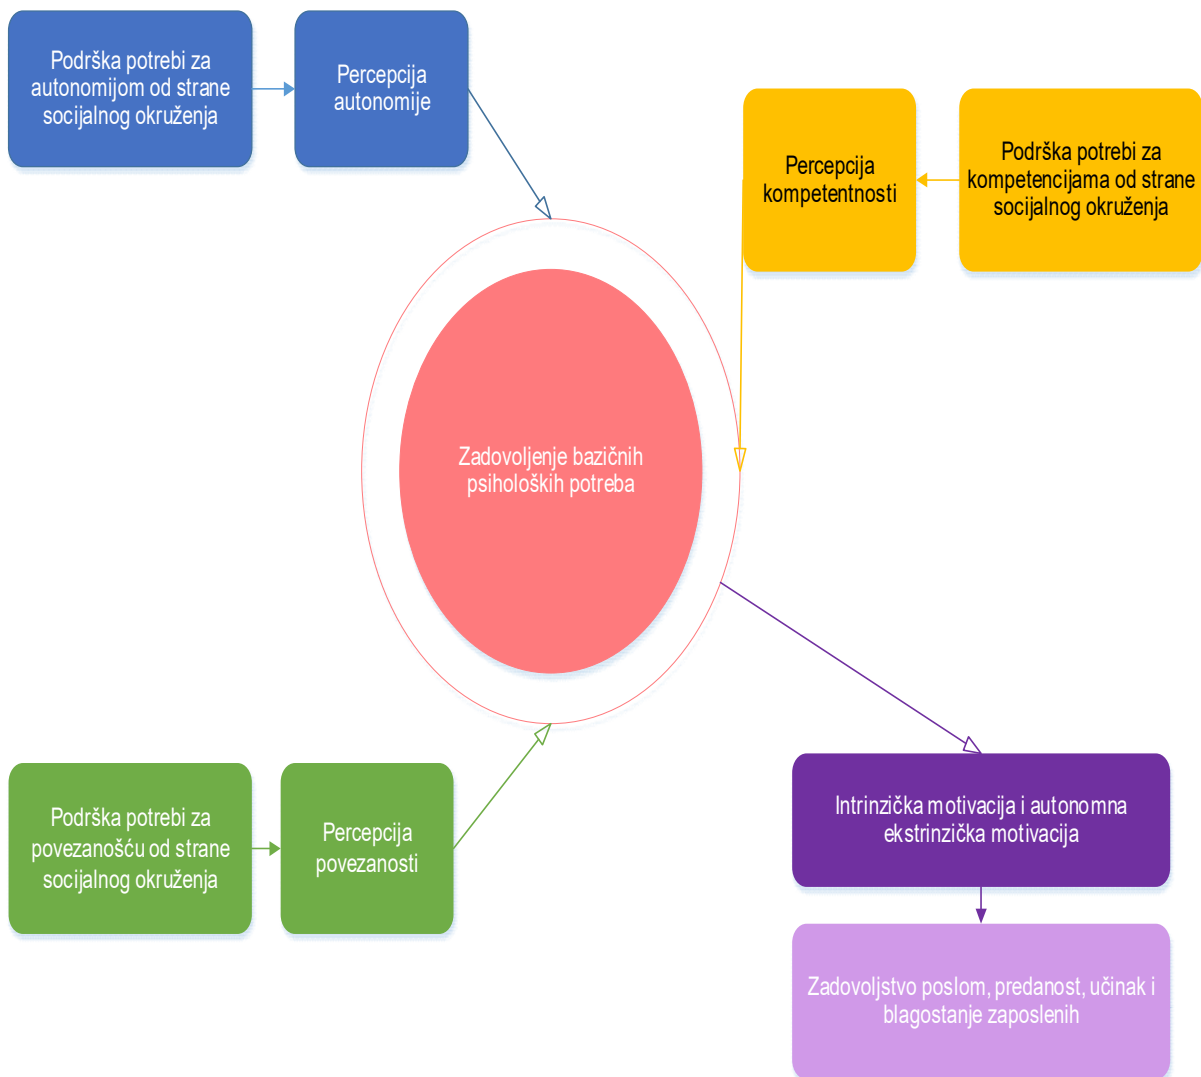 Podrška potrebi za
autonomijom od strane
socijalnog okruženja
Percepcija
autonomije
Percepcija
kompetentnosti
Podrška potrebi za
kompetencijama od strane
socijalnog okruženja
Zadovoljenje bazičnih
psiholoških potreba
Podrška potrebi za
povezanošću od strane
socijalnog okruženja
Percepcija
povezanosti
Intrinzička motivacija i autonomna
ekstrinzička motivacija
Zadovoljstvo poslom, predanost, učinak i
blagostanje zaposlenih